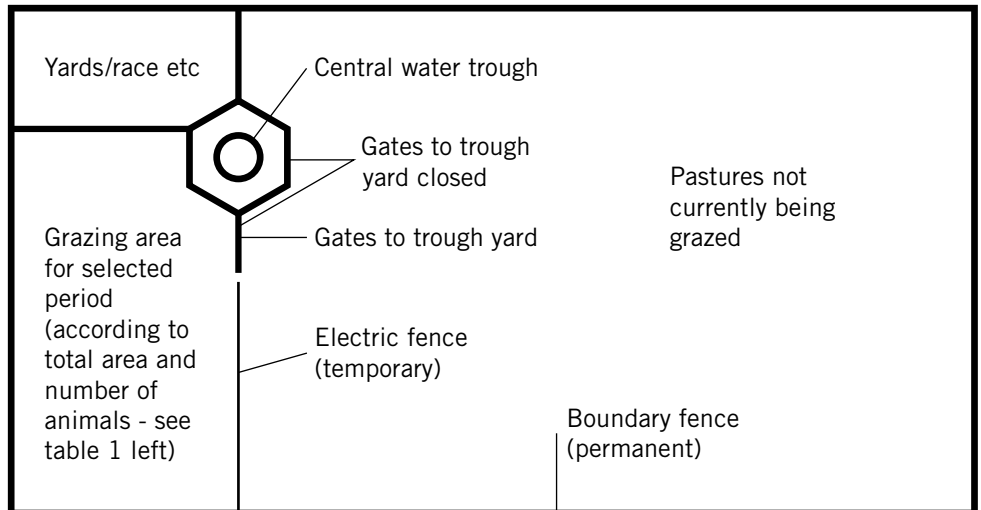 Yards/race etc
Central water trough
Gates to trough
yard closed
Pastures not
currently being
grazed
Grazing area
for selected
period
(according to
total area and
number of
animals - see
table 1 left)
Gates to trough yard
Electric fence
(temporary)
Boundary fence
(permanent)